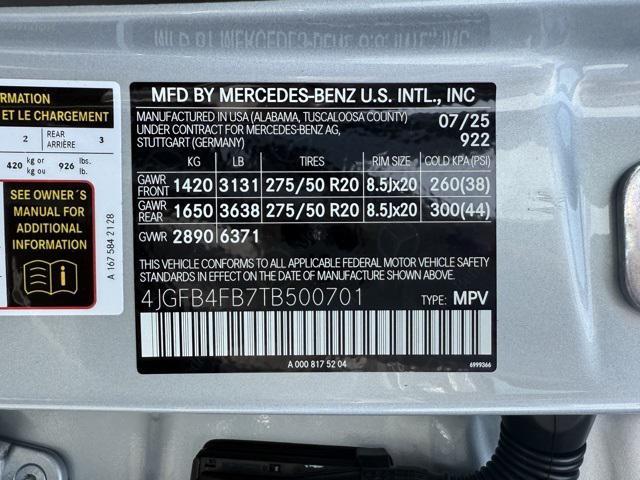 RMATION
ET LE CHARGEMENT
2 REAR ARRIÈRE 3
420 kg or kg ou 926 lbs. lb.
SEE OWNER´S
MANUAL FOR
ADDITIONAL
INFORMATION
A 167 584 21 28
MFD BY MERCEDES-BENZ U.S. INTL., INC
MANUFACTURED IN USA (ALABAMA, TUSCALOOSA COUNTY) 07/25
UNDER CONTRACT FOR MERCEDES-BENZ AG, 922
STUTTGART (GERMANY)
KG LB TIRES RIM SIZE COLD KPA(PSI)
GAWR FRONT 1420 3131 275/50 R20 8.5Jx20 260(38)
GAWR REAR 1650 3638 275/50 R20 8.5Jx20 300(44)
GVWR 2890 6371
THIS VEHICLE CONFORMS TO ALL APPLICABLE FEDERAL MOTOR VEHICLE SAFETY
STANDARDS IN EFFECT ON THE DATE OF MANUFACTURE SHOWN ABOVE.
4JGFB4FB7TB500701 TYPE: MPV
A 000 817 52 04 6999366